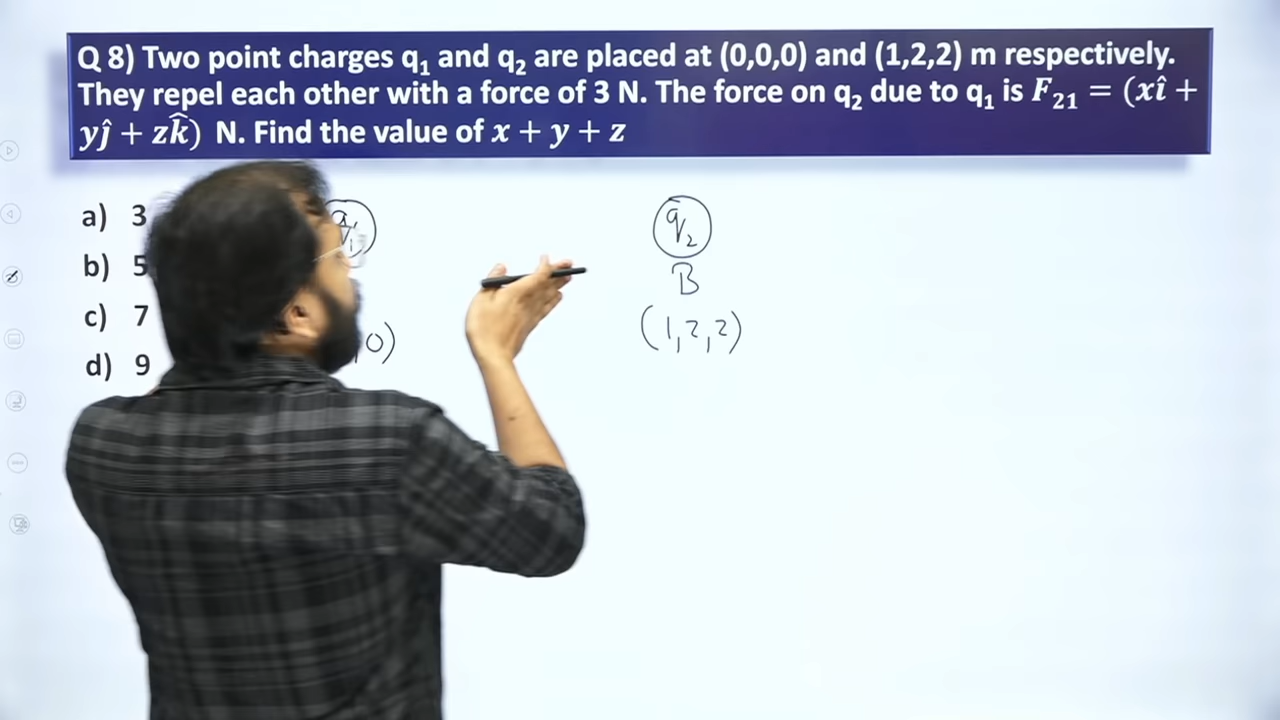 Q 8) Two point charges q₁ and q₂ are placed at (0,0,0) and (1,2,2) m respectively.
They repel each other with a force of 3 N. The force on q₂ due to q₁ is F₂₁ = (xî +
yĵ + zk̂) N. Find the value of x + y + z
a) 3
b) 5
c) 7
d) 9
q₁
,0)
q₂
B
(1,2,2)